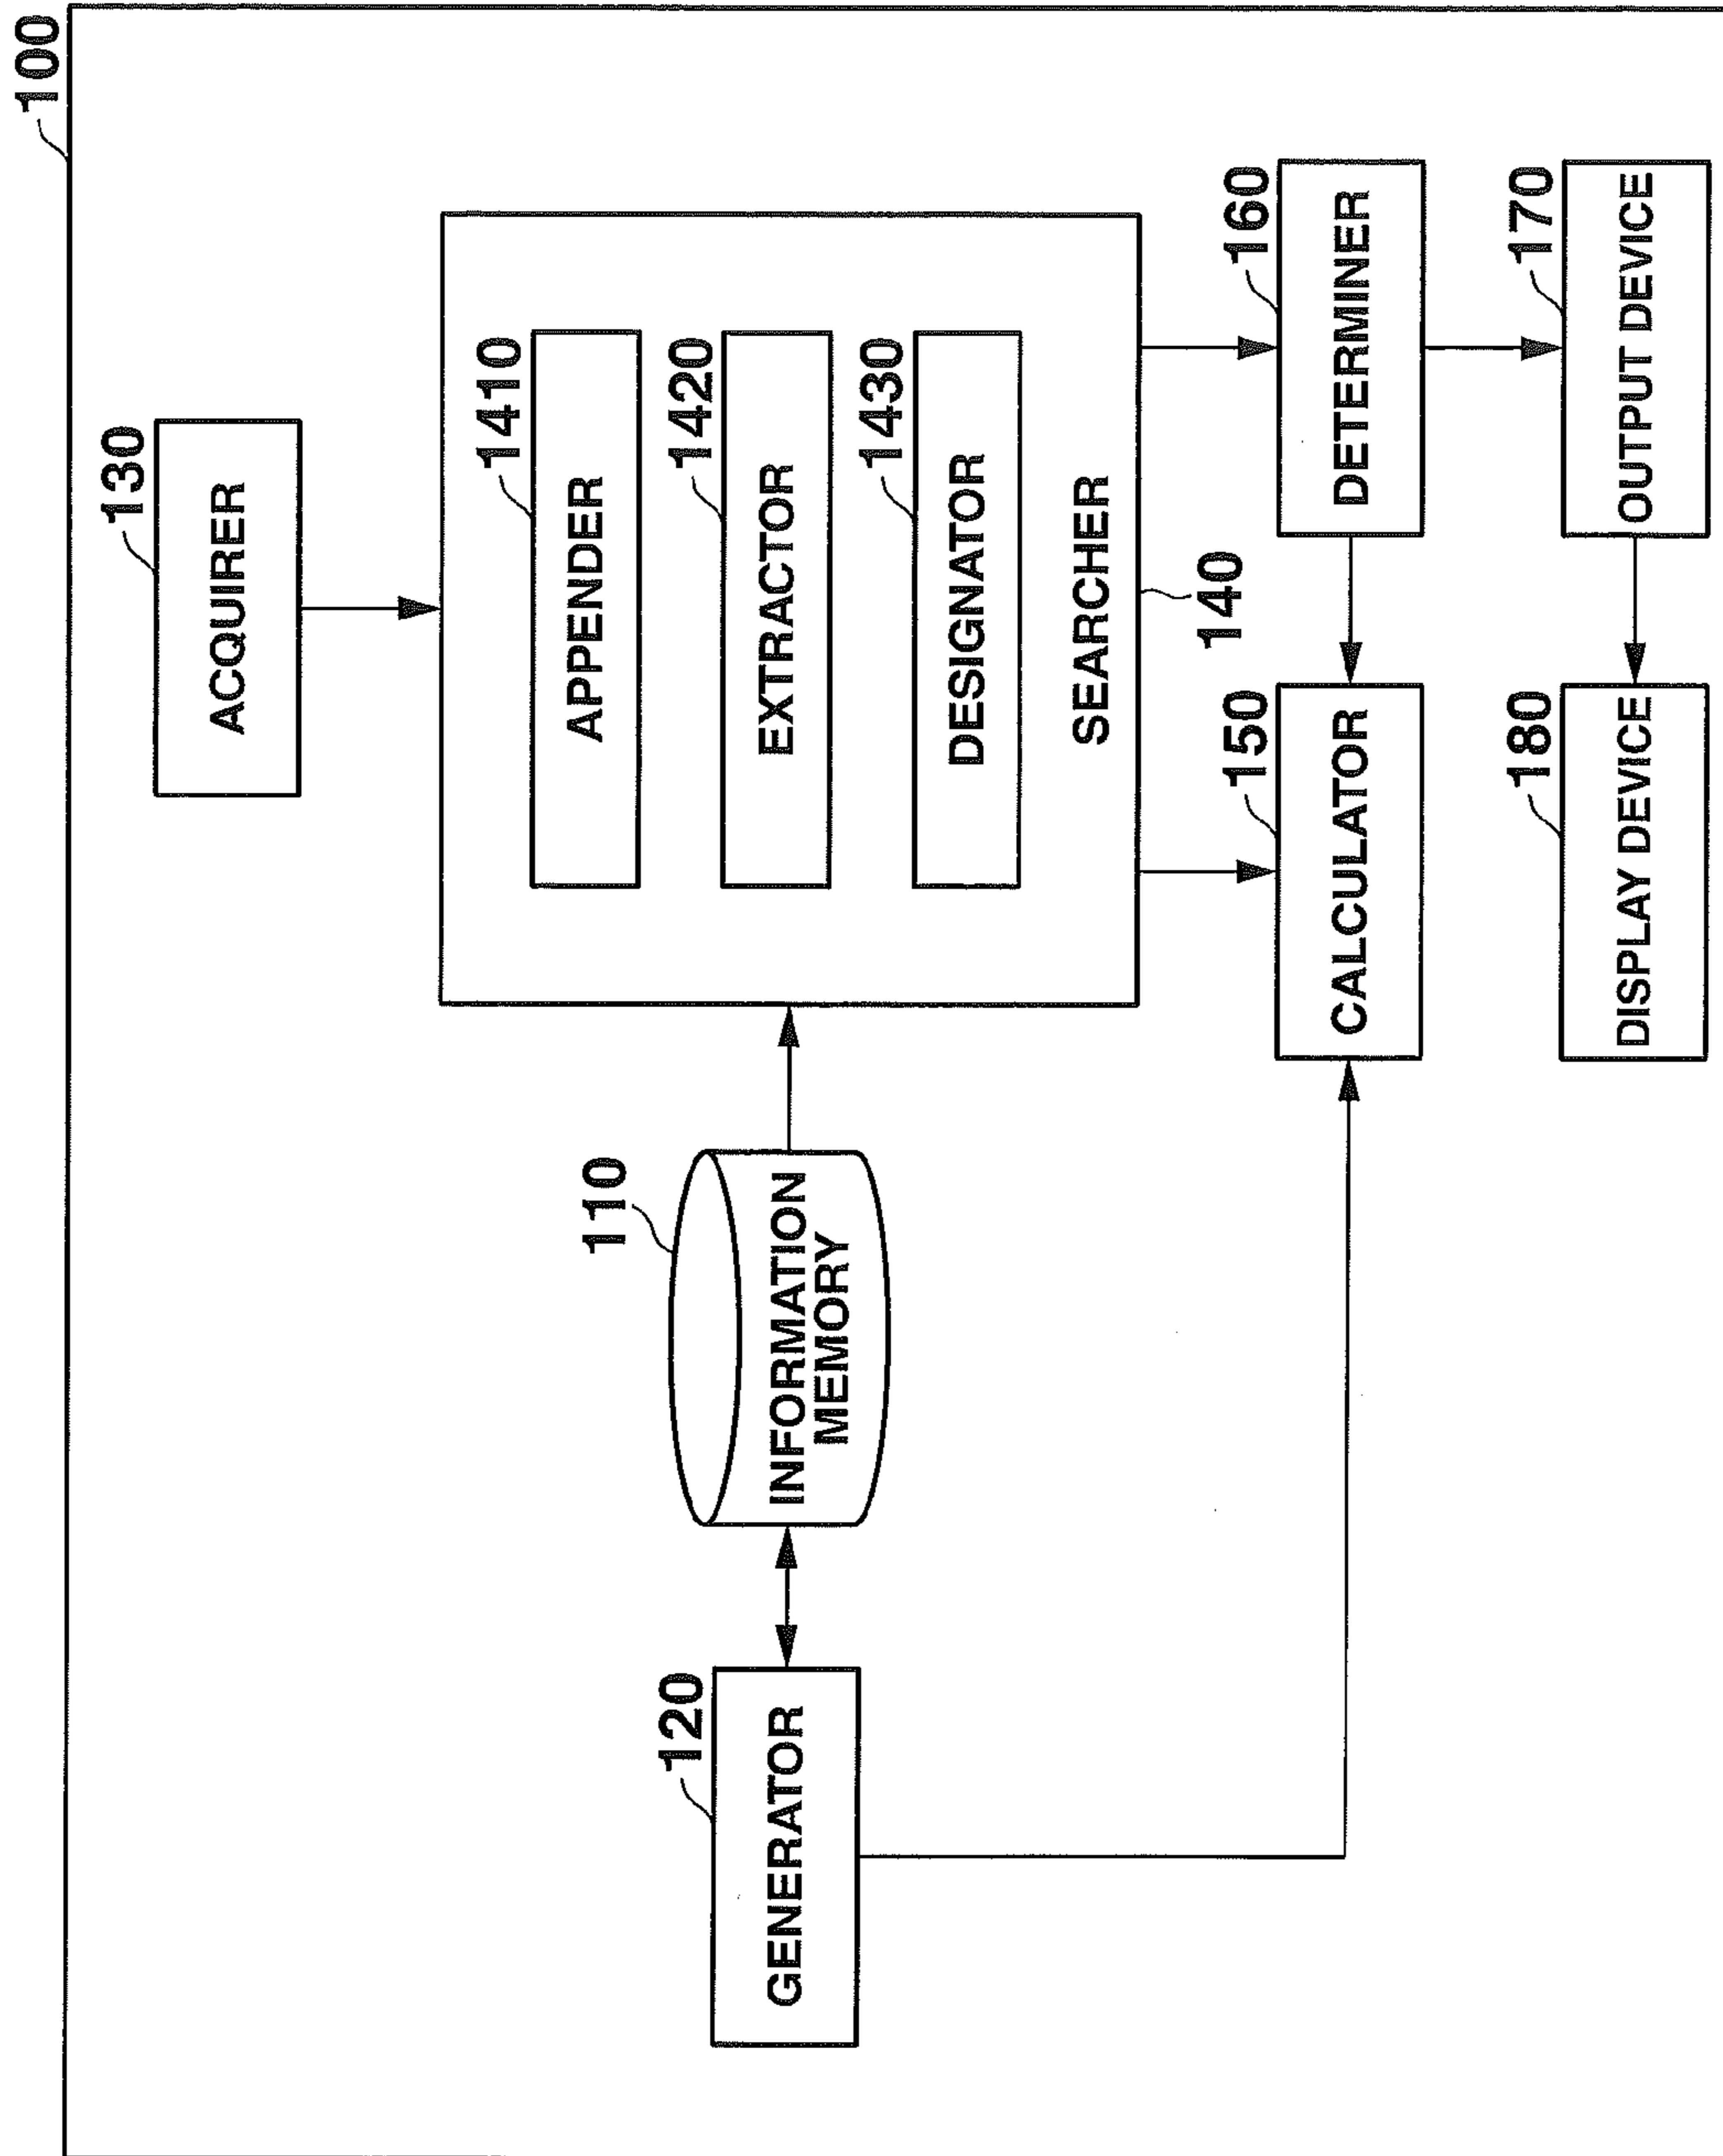 100
130
ACQUIRER
1410
APPENDER
1420
EXTRACTOR
1430
DESIGNATOR
SEARCHER
140
110
INFORMATION
MEMORY
120
GENERATOR
150
CALCULATOR
160
DETERMINER
180
DISPLAY DEVICE
170
OUTPUT DEVICE